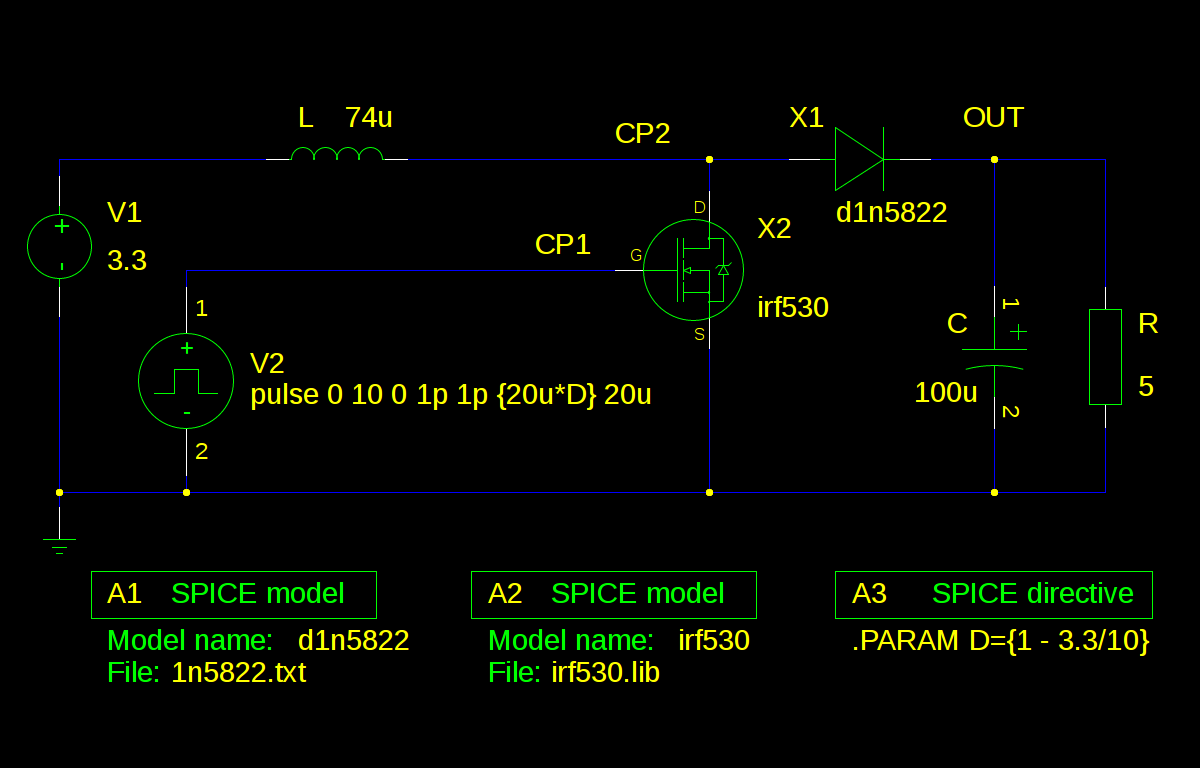 L 74u
CP2
X1
OUT
V1
3.3
D
X2
d1n5822
CP1
G
irf530
S
1
+
-
V2
pulse 0 10 0 1p 1p {20u*D} 20u
+
-
2
C
1
+
100u
2
R
5
A1 SPICE model
Model name: d1n5822
File: 1n5822.txt
A2 SPICE model
Model name: irf530
File: irf530.lib
A3 SPICE directive
.PARAM D={1 - 3.3/10}